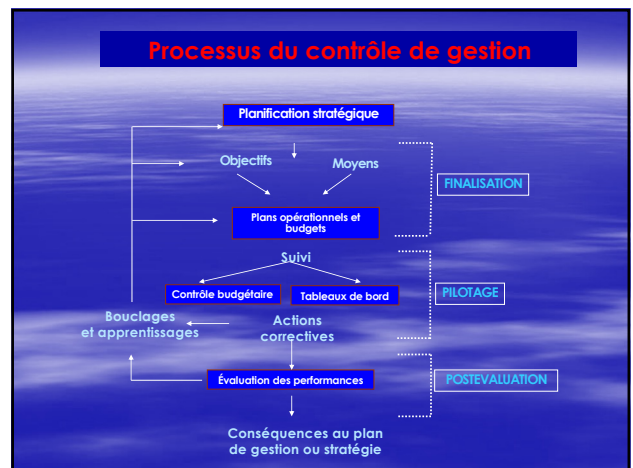 Processus du contrôle de gestion
Planification stratégique
Objectifs
Moyens
FINALISATION
Plans opérationnels et
budgets
Suivi
Contrôle budgétaire
Tableaux de bord
PILOTAGE
Bouclages
et apprentissages
Actions
correctives
Évaluation des performances
POSTEVALUATION
Conséquences au plan
de gestion ou stratégie